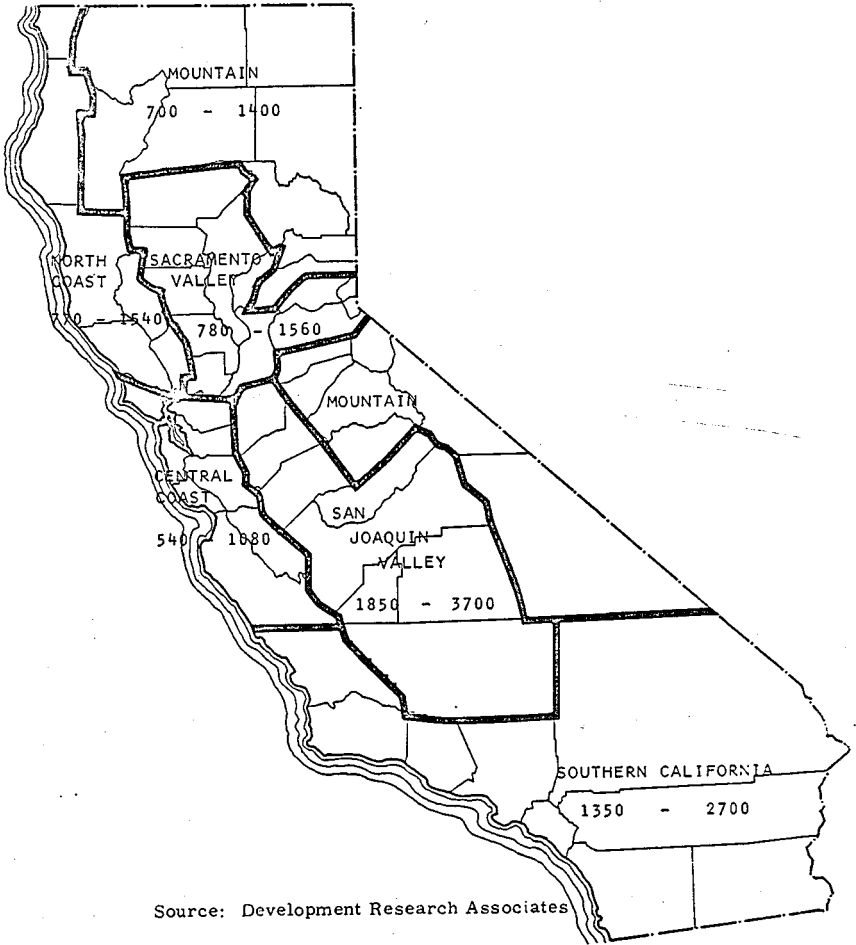 MOUNTAIN
700 - 1400
NORTH
COAST
770 - 1540
SACRAMENTO
VALLEY
780 - 1560
MOUNTAIN
CENTRAL
COAST
540 - 1080
SAN
JOAQUIN
VALLEY
1850 - 3700
SOUTHERN CALIFORNIA
1350 - 2700
Source: Development Research Associates